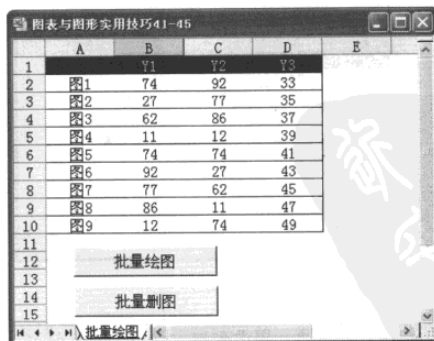 图表与图形实用技巧41-45
A B C D E
1 Y1 Y2 Y3
2 图1 74 92 33
3 图2 27 77 35
4 图3 62 86 37
5 图4 11 12 39
6 图5 74 74 41
7 图6 92 27 43
8 图7 77 62 45
9 图8 86 11 47
10 图9 12 74 49
11
12 批量绘图
13
14 批量删图
15
批量绘图